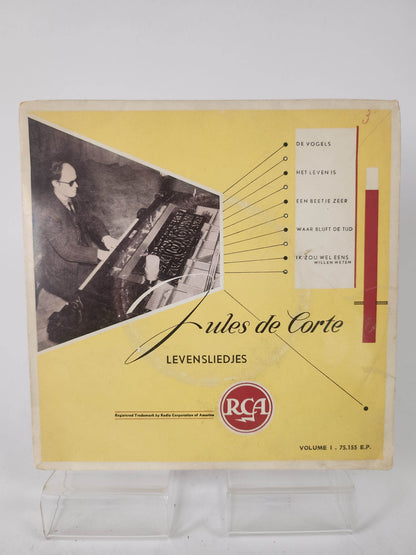 3
DE VOGELS
HET LEVEN IS
EEN BEETJE ZEER
WAAR BLIJFT DE TIJD
IK ZOU WEL EENS
WILLEN WETEN
Jules de Corte
LEVENSLIEDJES
RCA
Registered Trademark by Radio Corporation of America
VOLUME I . 75.155 E.P.